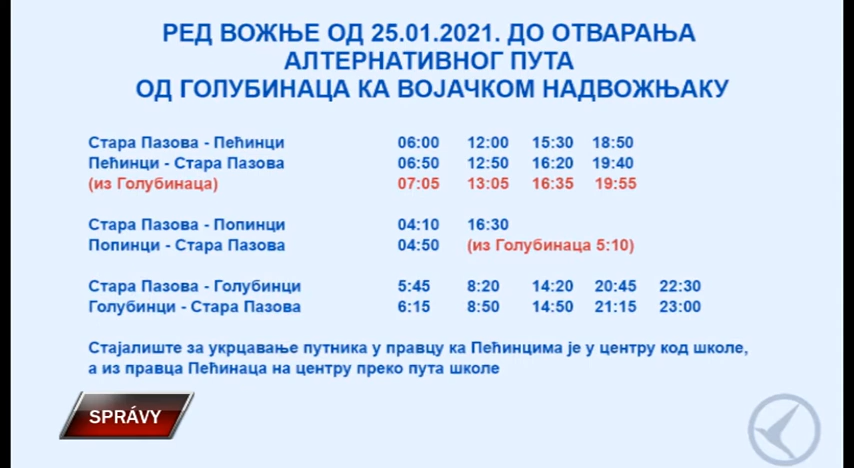 РЕД ВОЖЊЕ ОД 25.01.2021. ДО ОТВАРАЊА
АЛТЕРНАТИВНОГ ПУТА
ОД ГОЛУБИНАЦА КА ВОЈАЧКОМ НАДВОЖЊАКУ
Стара Пазова - Пећинци 06:00 12:00 15:30 18:50
Пећинци - Стара Пазова 06:50 12:50 16:20 19:40
(из Голубинаца) 07:05 13:05 16:35 19:55
Стара Пазова - Попинци 04:10 16:30
Попинци - Стара Пазова 04:50 (из Голубинаца 5:10)
Стара Пазова - Голубинци 5:45 8:20 14:20 20:45 22:30
Голубинци - Стара Пазова 6:15 8:50 14:50 21:15 23:00
Стајалиште за укрцавање путника у правцу ка Пећинцима је у центру код школе,
а из правца Пећинаца на центру преко пута школе
SPRÁVY